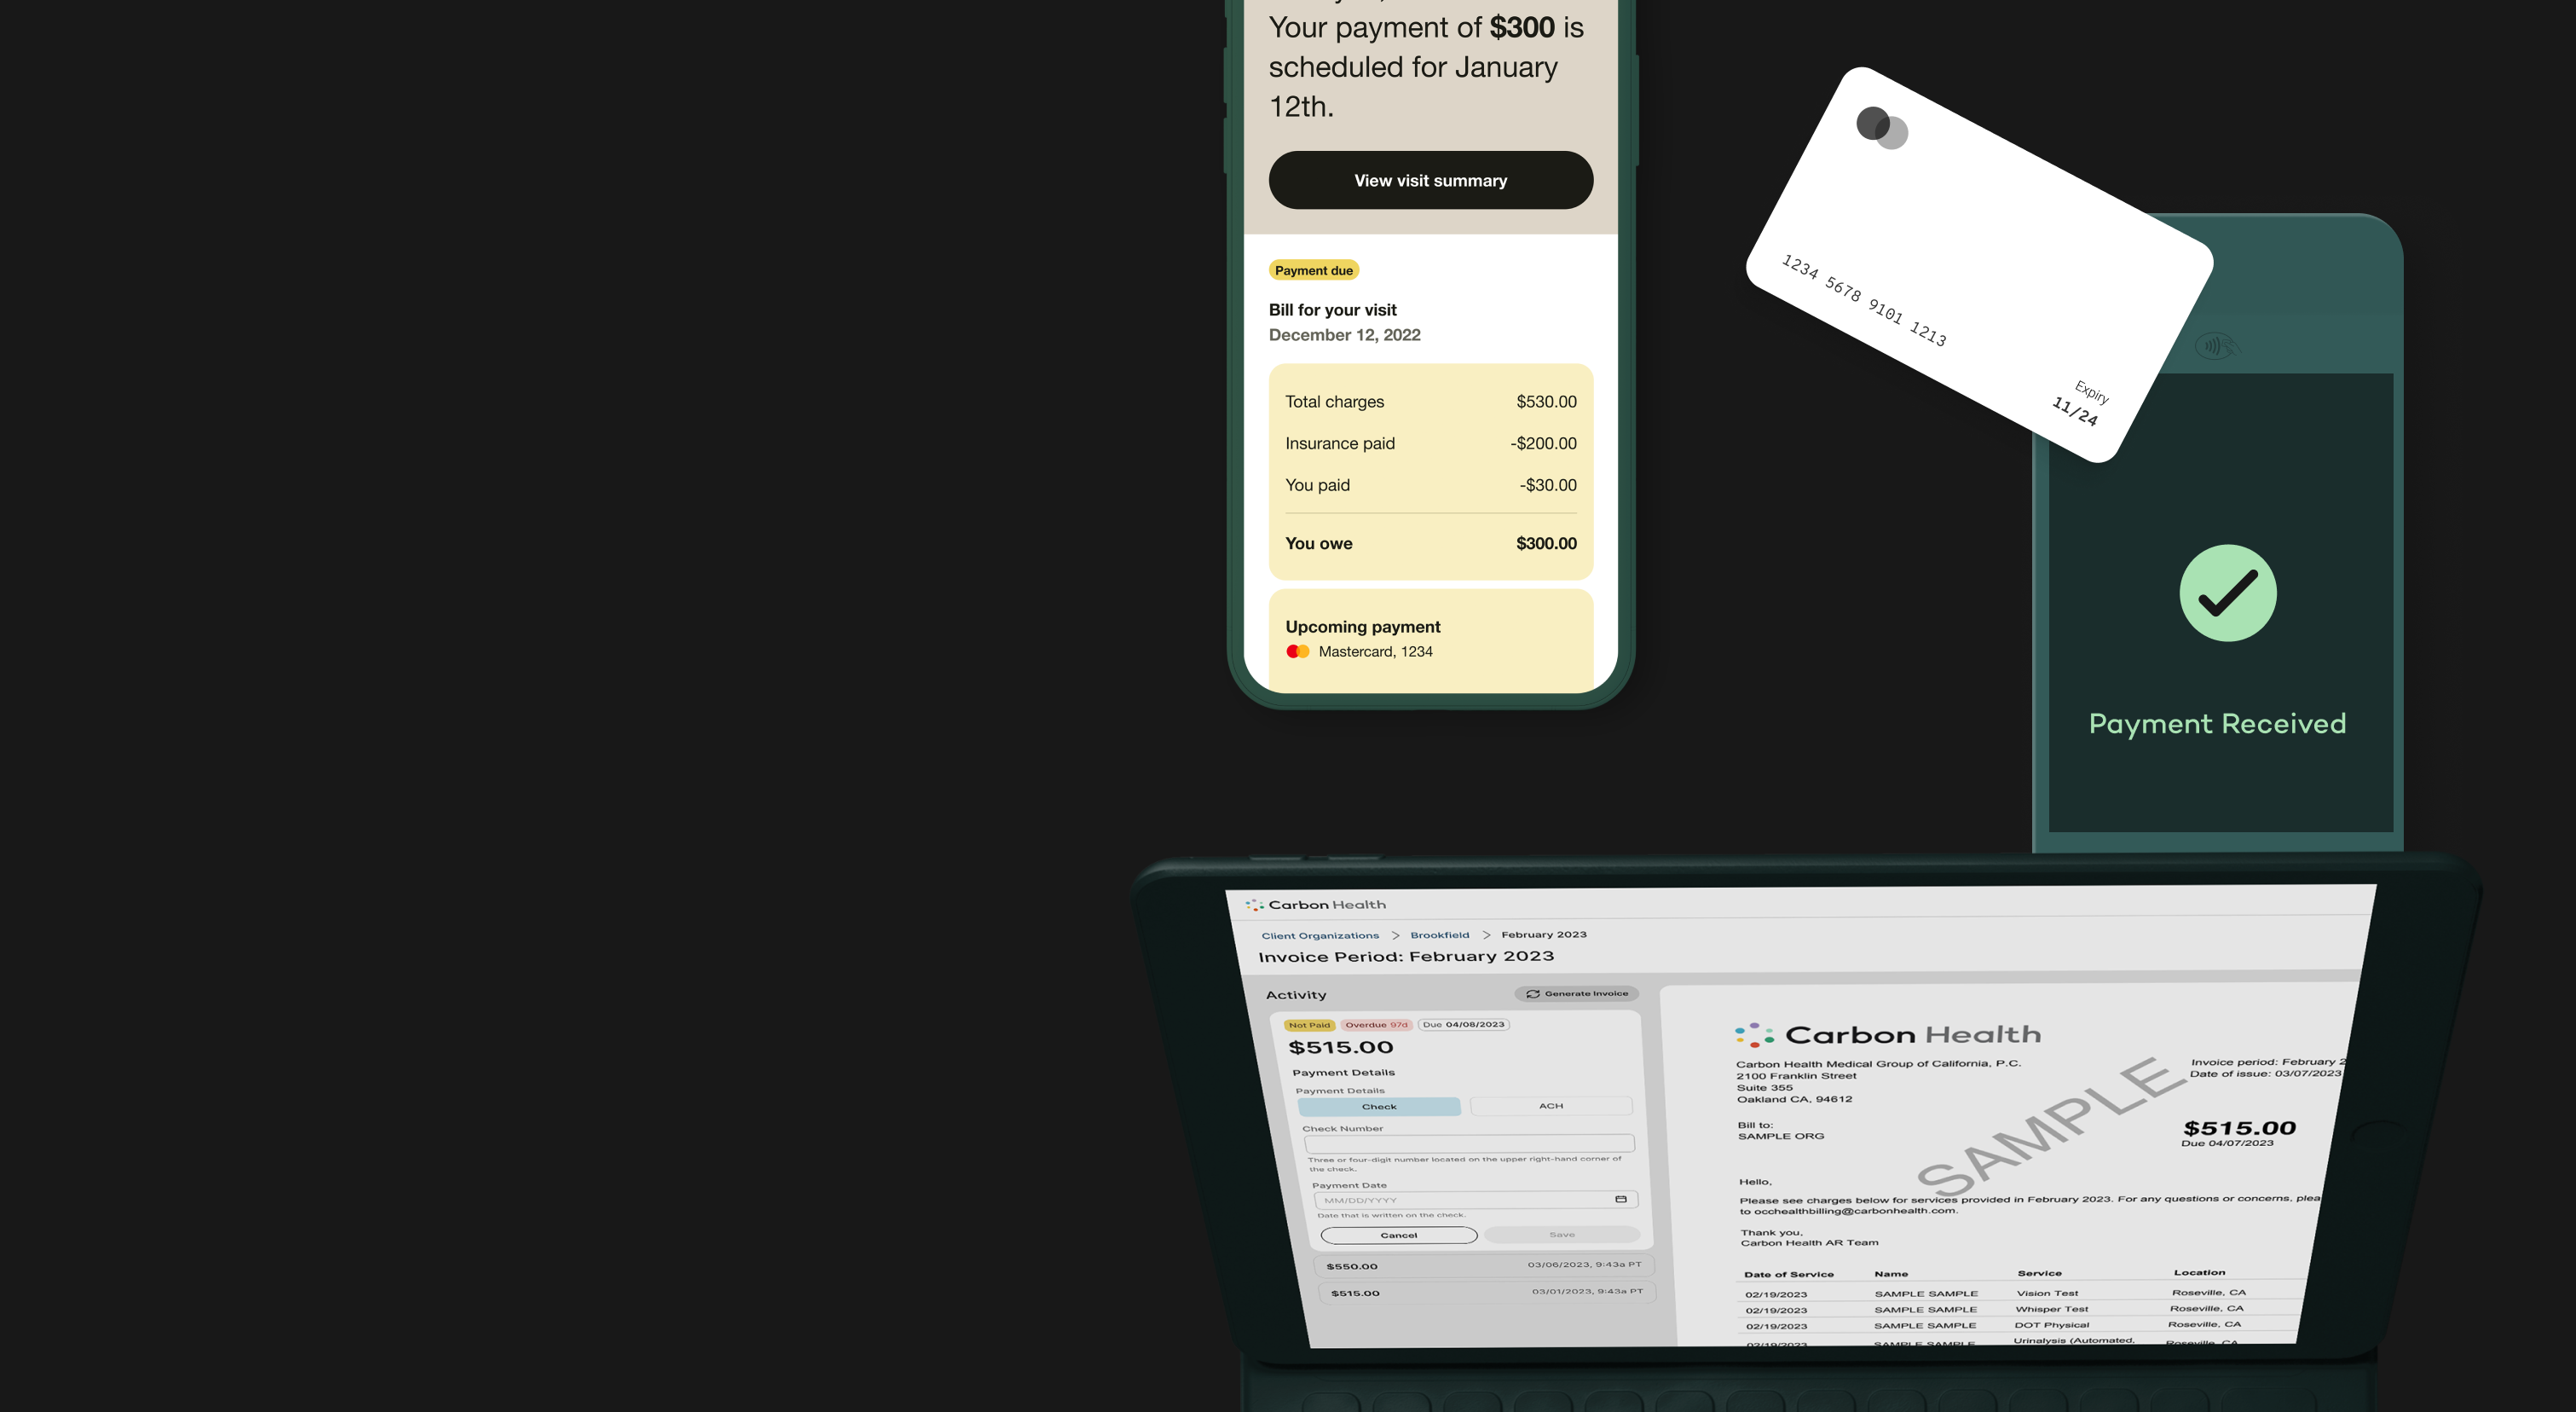 Your payment of $300 is
scheduled for January
12th.
View visit summary
Payment due
Bill for your visit
December 12, 2022
Total charges $530.00
Insurance paid -$200.00
You paid -$30.00
You owe $300.00
Upcoming payment
Mastercard, 1234
1234 5678 9101 1213
Expiry
11/24
Payment Received
Carbon Health
Client Organizations > Brookfield > February 2023
Invoice Period: February 2023
Activity
Generate Invoice
Not Paid Overdue 97d Due 04/08/2023
$515.00
Payment Details
Payment Details
Check ACH
Check Number
Three or four-digit number located on the upper right-hand corner of
the check.
Payment Date
MM/DD/YYYY
Date that is written on the check.
Cancel Save
$550.00 03/06/2023, 9:43a PT
$515.00 03/01/2023, 9:43a PT
Carbon Health
Carbon Health Medical Group of California, P.C.
2100 Franklin Street
Suite 355
Oakland CA, 94612
Invoice period: February 2
Date of issue: 03/07/2023
Bill to:
SAMPLE ORG
$515.00
Due 04/07/2023
SAMPLE
Hello,
Please see charges below for services provided in February 2023. For any questions or concerns, plea
to occhealthbilling@carbonhealth.com.
Thank you,
Carbon Health AR Team
Date of Service Name Service Location
02/19/2023 SAMPLE SAMPLE Vision Test Roseville, CA
02/19/2023 SAMPLE SAMPLE Whisper Test Roseville, CA
02/19/2023 SAMPLE SAMPLE DOT Physical Roseville, CA
02/19/2023 SAMPLE SAMPLE Urinalysis (Automated, Roseville, CA